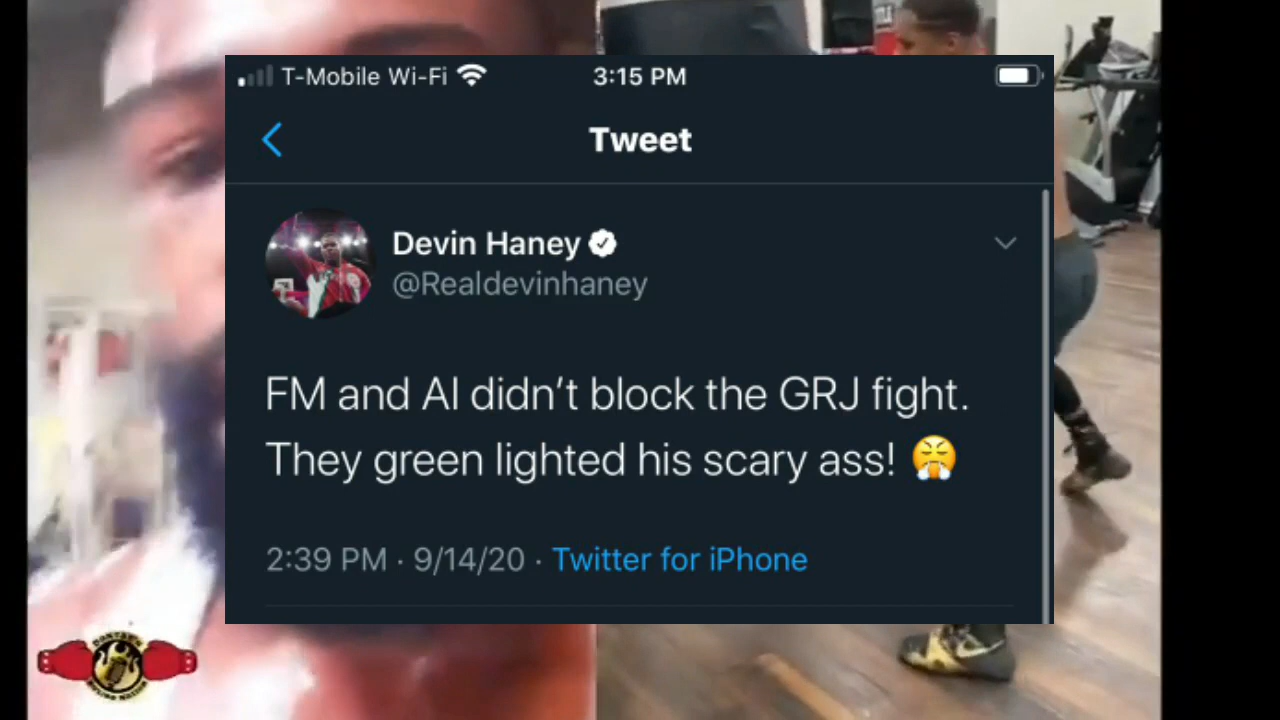 T-Mobile Wi-Fi 3:15 PM
Tweet
Devin Haney
@Realdevinhaney
FM and AI didn't block the GRJ fight.
They green lighted his scary ass! 😤
2:39 PM · 9/14/20 · Twitter for iPhone